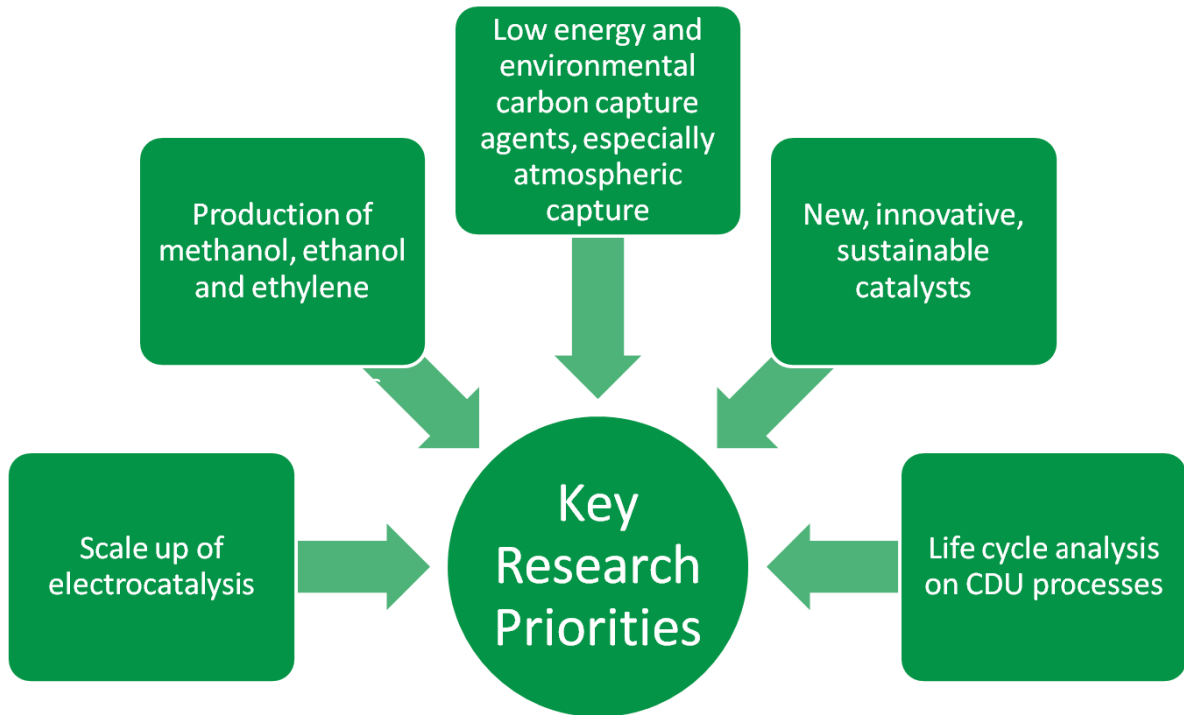 Low energy and
environmental
carbon capture
agents, especially
atmospheric
capture
Production of
methanol, ethanol
and ethylene
New, innovative,
sustainable
catalysts
Scale up of
electrocatalysis
Key
Research
Priorities
Life cycle analysis
on CDU processes